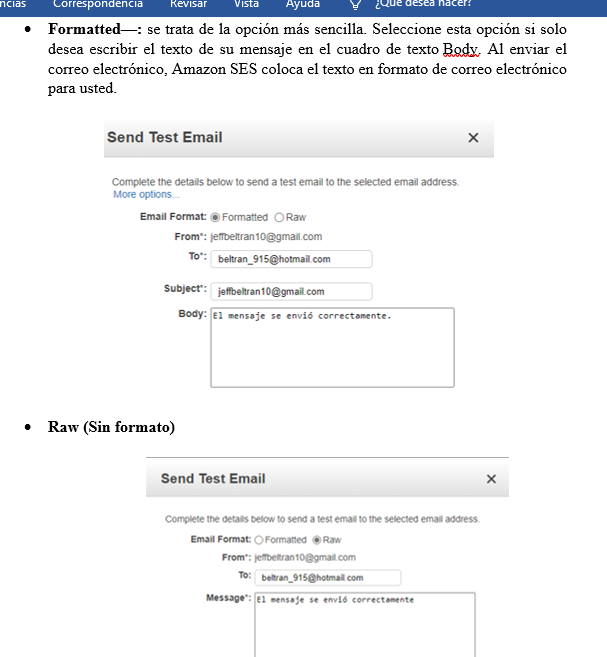 ncias Correspondencia Revisar Vista Ayuda ¿Qué desea hacer?
• Formatted—: se trata de la opción más sencilla. Seleccione esta opción si solo
desea escribir el texto de su mensaje en el cuadro de texto Body. Al enviar el
correo electrónico, Amazon SES coloca el texto en formato de correo electrónico
para usted.
Send Test Email ×
Complete the details below to send a test email to the selected email address.
More options...
Email Format: Formatted Raw
From*: jeffbeltran10@gmail.com
To*: beltran_915@hotmail.com
Subject*: jeffbeltran10@gmail.com
Body: El mensaje se envió correctamente.
• Raw (Sin formato)
Send Test Email ×
Complete the details below to send a test email to the selected email address.
Email Format: Formatted Raw
From*: jeffbeltran10@gmail.com
To: beltran_915@hotmail.com
Message*: El mensaje se envió correctamente